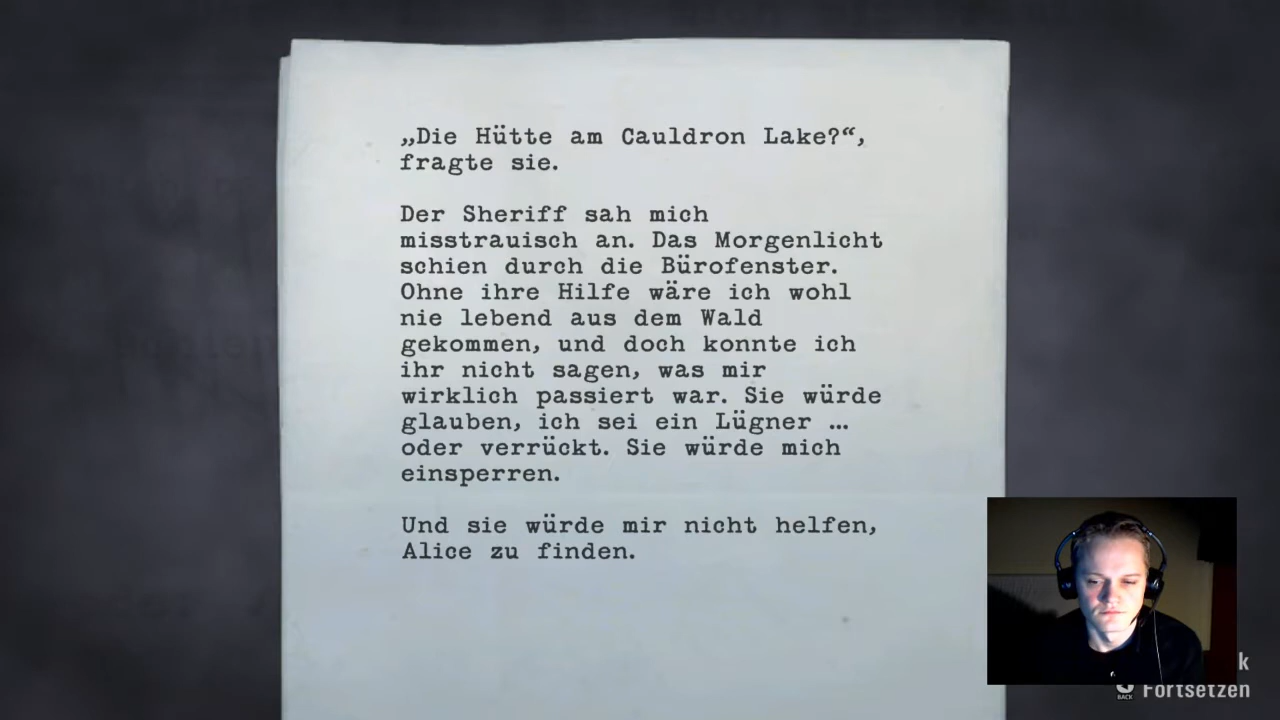 „Die Hütte am Cauldron Lake?“,
fragte sie.
Der Sheriff sah mich
misstrauisch an. Das Morgenlicht
schien durch die Bürofenster.
Ohne ihre Hilfe wäre ich wohl
nie lebend aus dem Wald
gekommen, und doch konnte ich
ihr nicht sagen, was mir
wirklich passiert war. Sie würde
glauben, ich sei ein Lügner …
oder verrückt. Sie würde mich
einsperren.
Und sie würde mir nicht helfen,
Alice zu finden.
BACK Fortsetzen